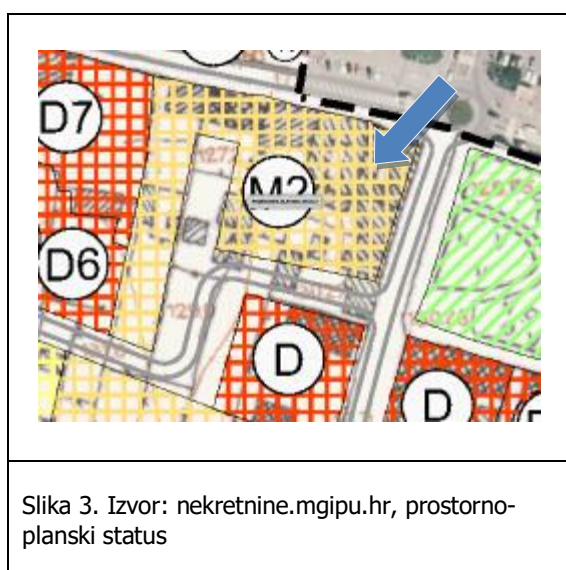 D7
M2
D6
D
D
Slika 3. Izvor: nekretnine.mgipu.hr, prostorno-
planski status